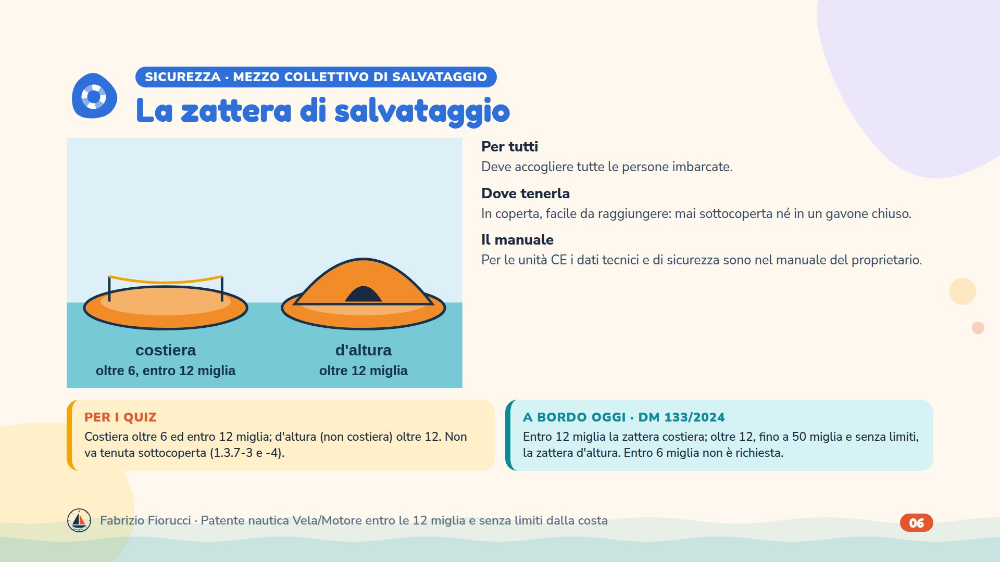 SICUREZZA · MEZZO COLLETTIVO DI SALVATAGGIO
La zattera di salvataggio
costiera
oltre 6, entro 12 miglia
d'altura
oltre 12 miglia
Per tutti
Deve accogliere tutte le persone imbarcate.
Dove tenerla
In coperta, facile da raggiungere: mai sottocoperta né in un gavone chiuso.
Il manuale
Per le unità CE i dati tecnici e di sicurezza sono nel manuale del proprietario.
PER I QUIZ
Costiera oltre 6 ed entro 12 miglia; d'altura (non costiera) oltre 12. Non
va tenuta sottocoperta (1.3.7-3 e -4).
A BORDO OGGI · DM 133/2024
Entro 12 miglia la zattera costiera; oltre 12, fino a 50 miglia e senza limiti,
la zattera d'altura. Entro 6 miglia non è richiesta.
Fabrizio Fiorucci · Patente nautica Vela/Motore entro le 12 miglia e senza limiti dalla costa
06